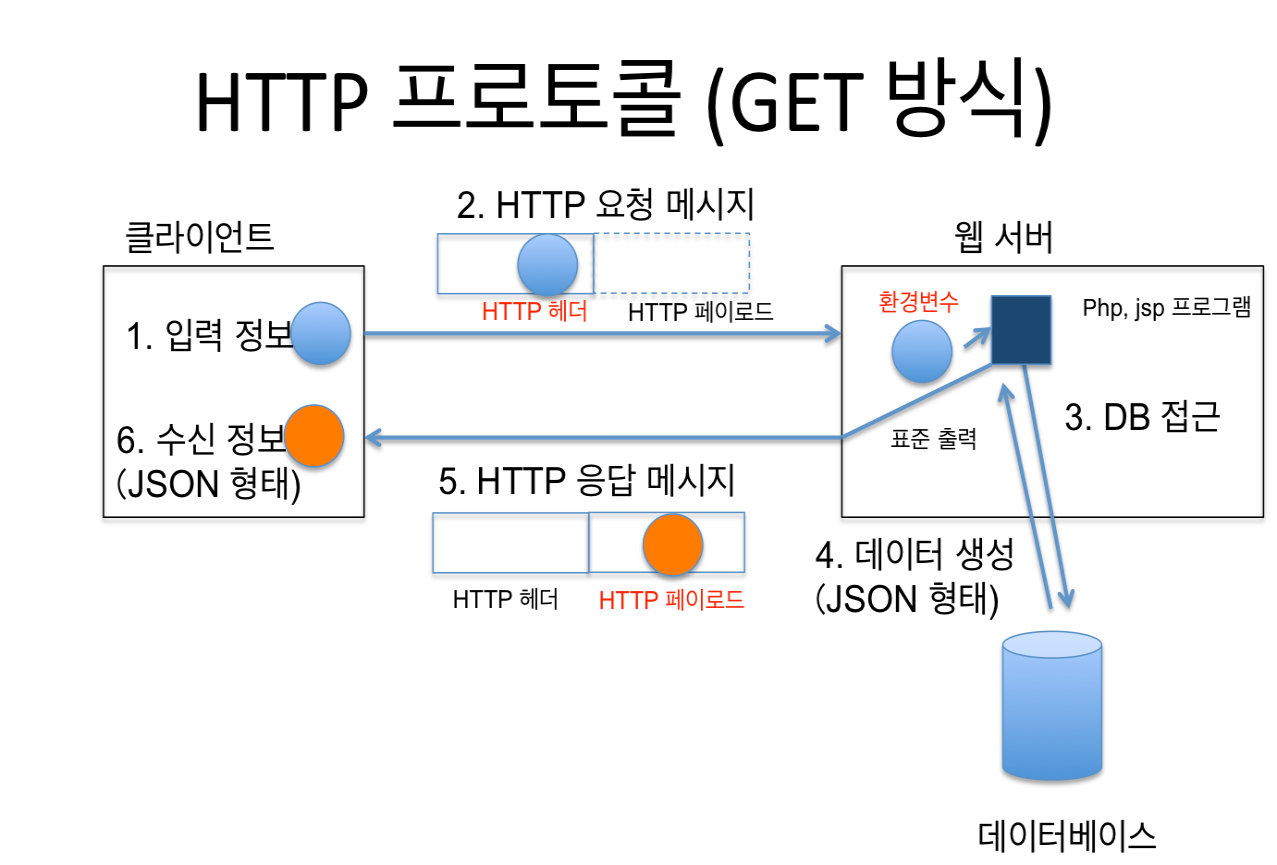 HTTP 프로토콜 (GET 방식)
2. HTTP 요청 메시지
클라이언트
웹 서버
HTTP 헤더
HTTP 페이로드
환경변수
Php, jsp 프로그램
1. 입력 정보
3. DB 접근
표준 출력
6. 수신 정보
(JSON 형태)
5. HTTP 응답 메시지
HTTP 헤더
HTTP 페이로드
4. 데이터 생성
(JSON 형태)
데이터베이스